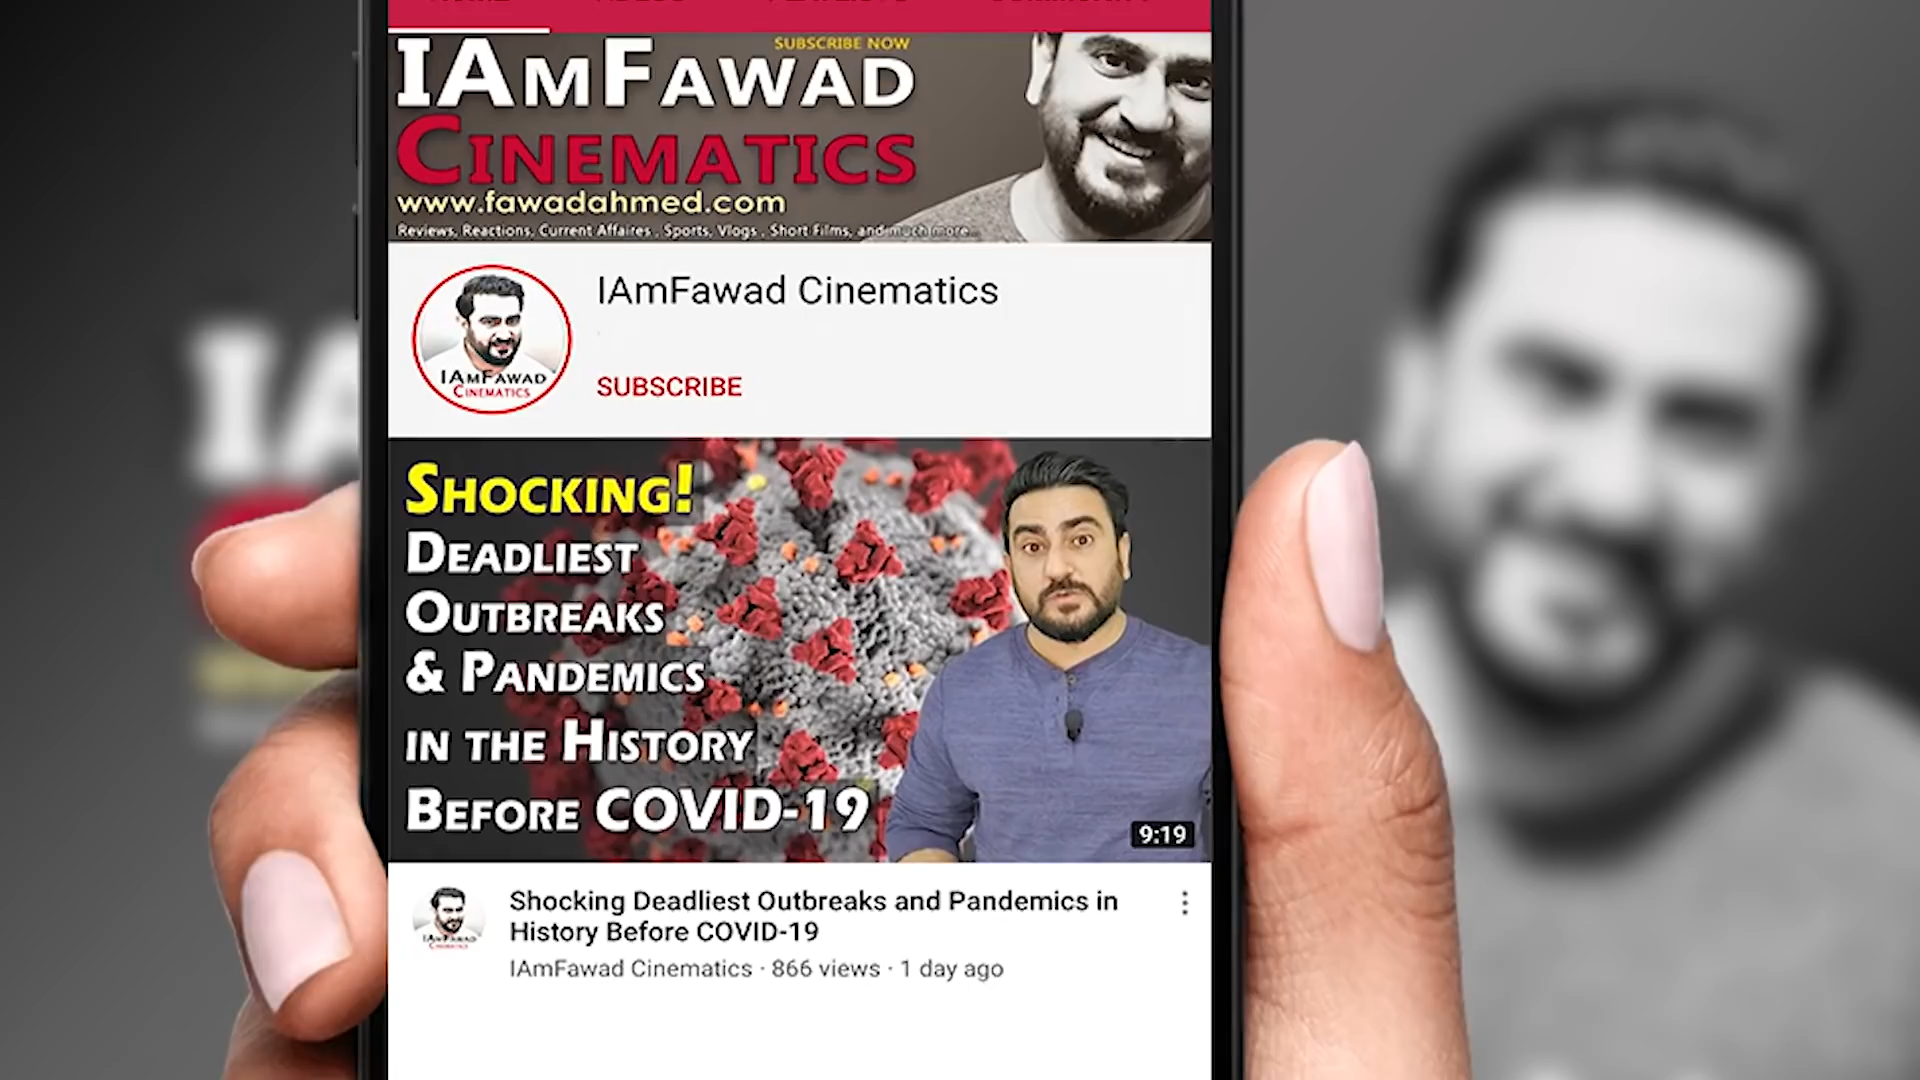 SUBSCRIBE NOW
IAMFAWAD
CINEMATICS
www.fawadahmed.com
Reviews, Reactions, Current Affaires , Sports, Vlogs , Short Films, and much more...
IAmFawad Cinematics
SUBSCRIBE
IAMFAWAD
CINEMATICS
SHOCKING!
DEADLIEST
OUTBREAKS
& PANDEMICS
IN THE HISTORY
BEFORE COVID-19
9:19
Shocking Deadliest Outbreaks and Pandemics in
History Before COVID-19
IAmFawad Cinematics · 866 views · 1 day ago